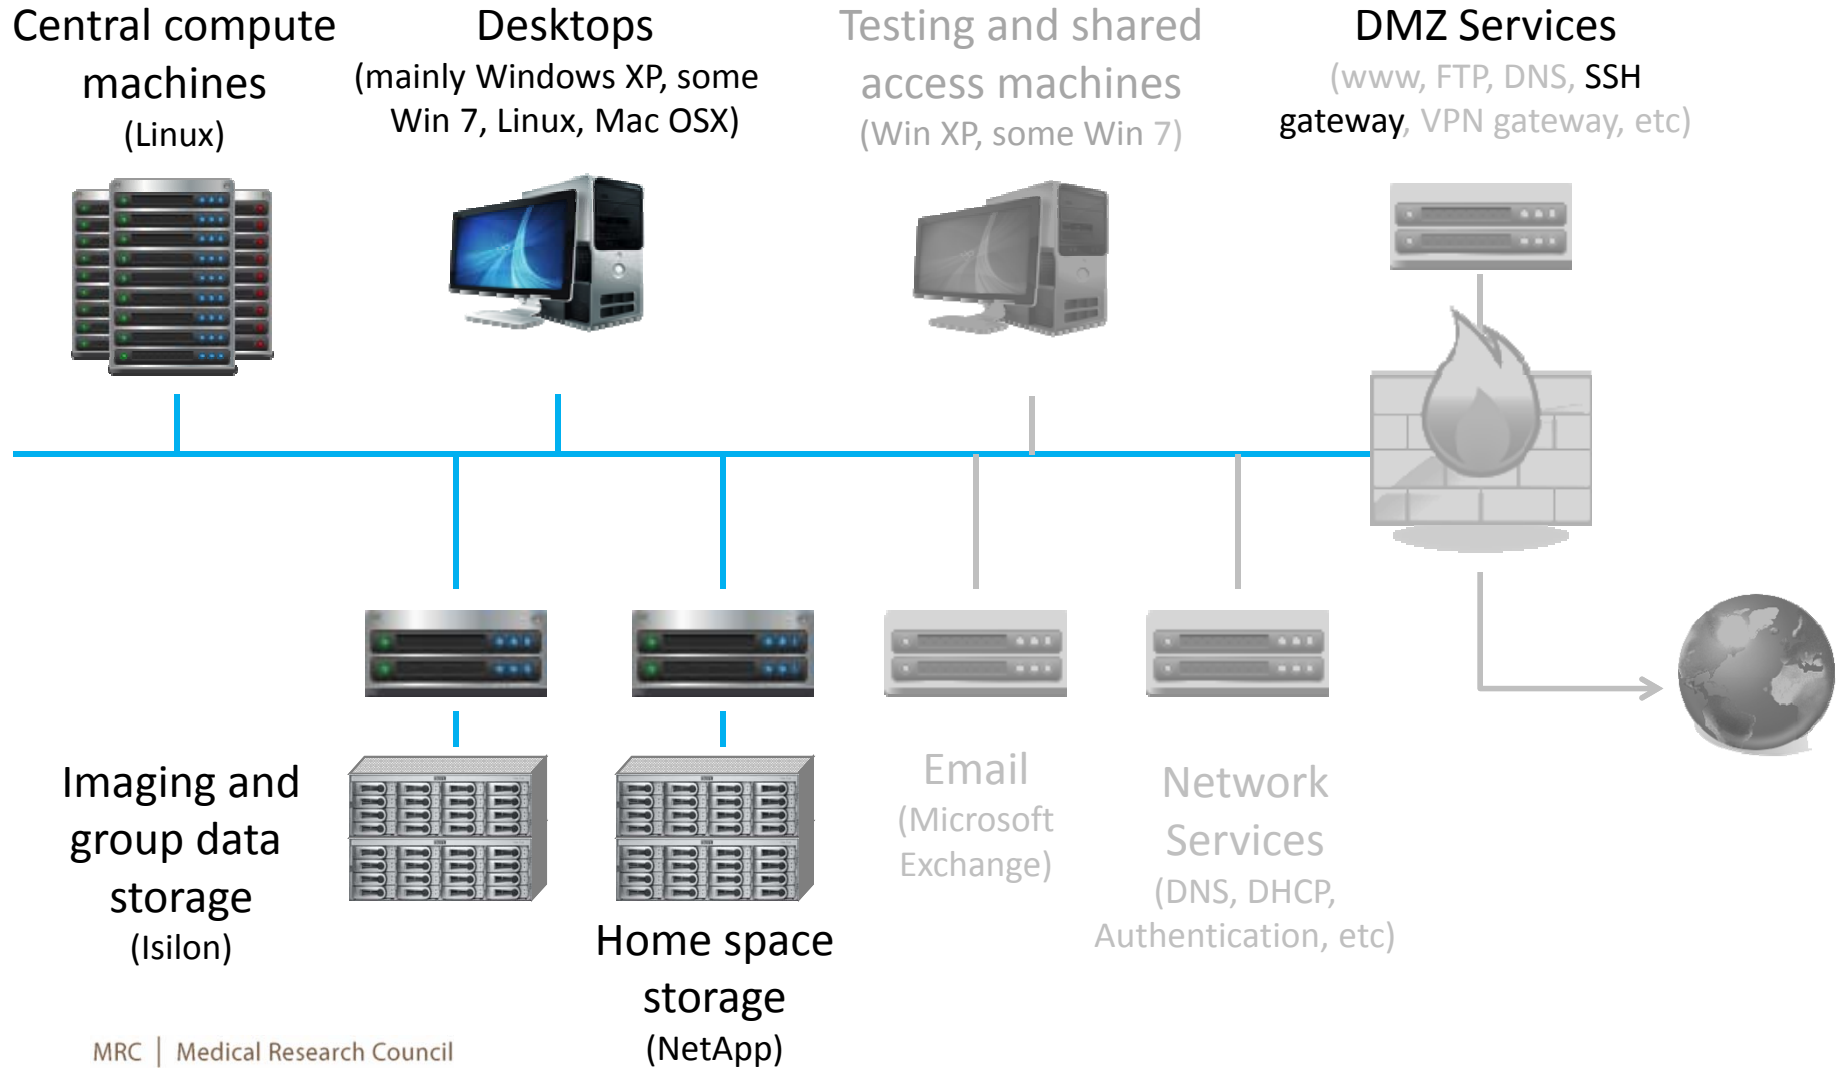 Central compute
machines
(Linux)
Desktops
(mainly Windows XP, some
Win 7, Linux, Mac OSX)
Testing and shared
access machines
(Win XP, some Win 7)
DMZ Services
(www, FTP, DNS, SSH
gateway, VPN gateway, etc)
Imaging and
group data
storage
(Isilon)
Home space
storage
(NetApp)
Email
(Microsoft
Exchange)
Network
Services
(DNS, DHCP,
Authentication, etc)
MRC | Medical Research Council